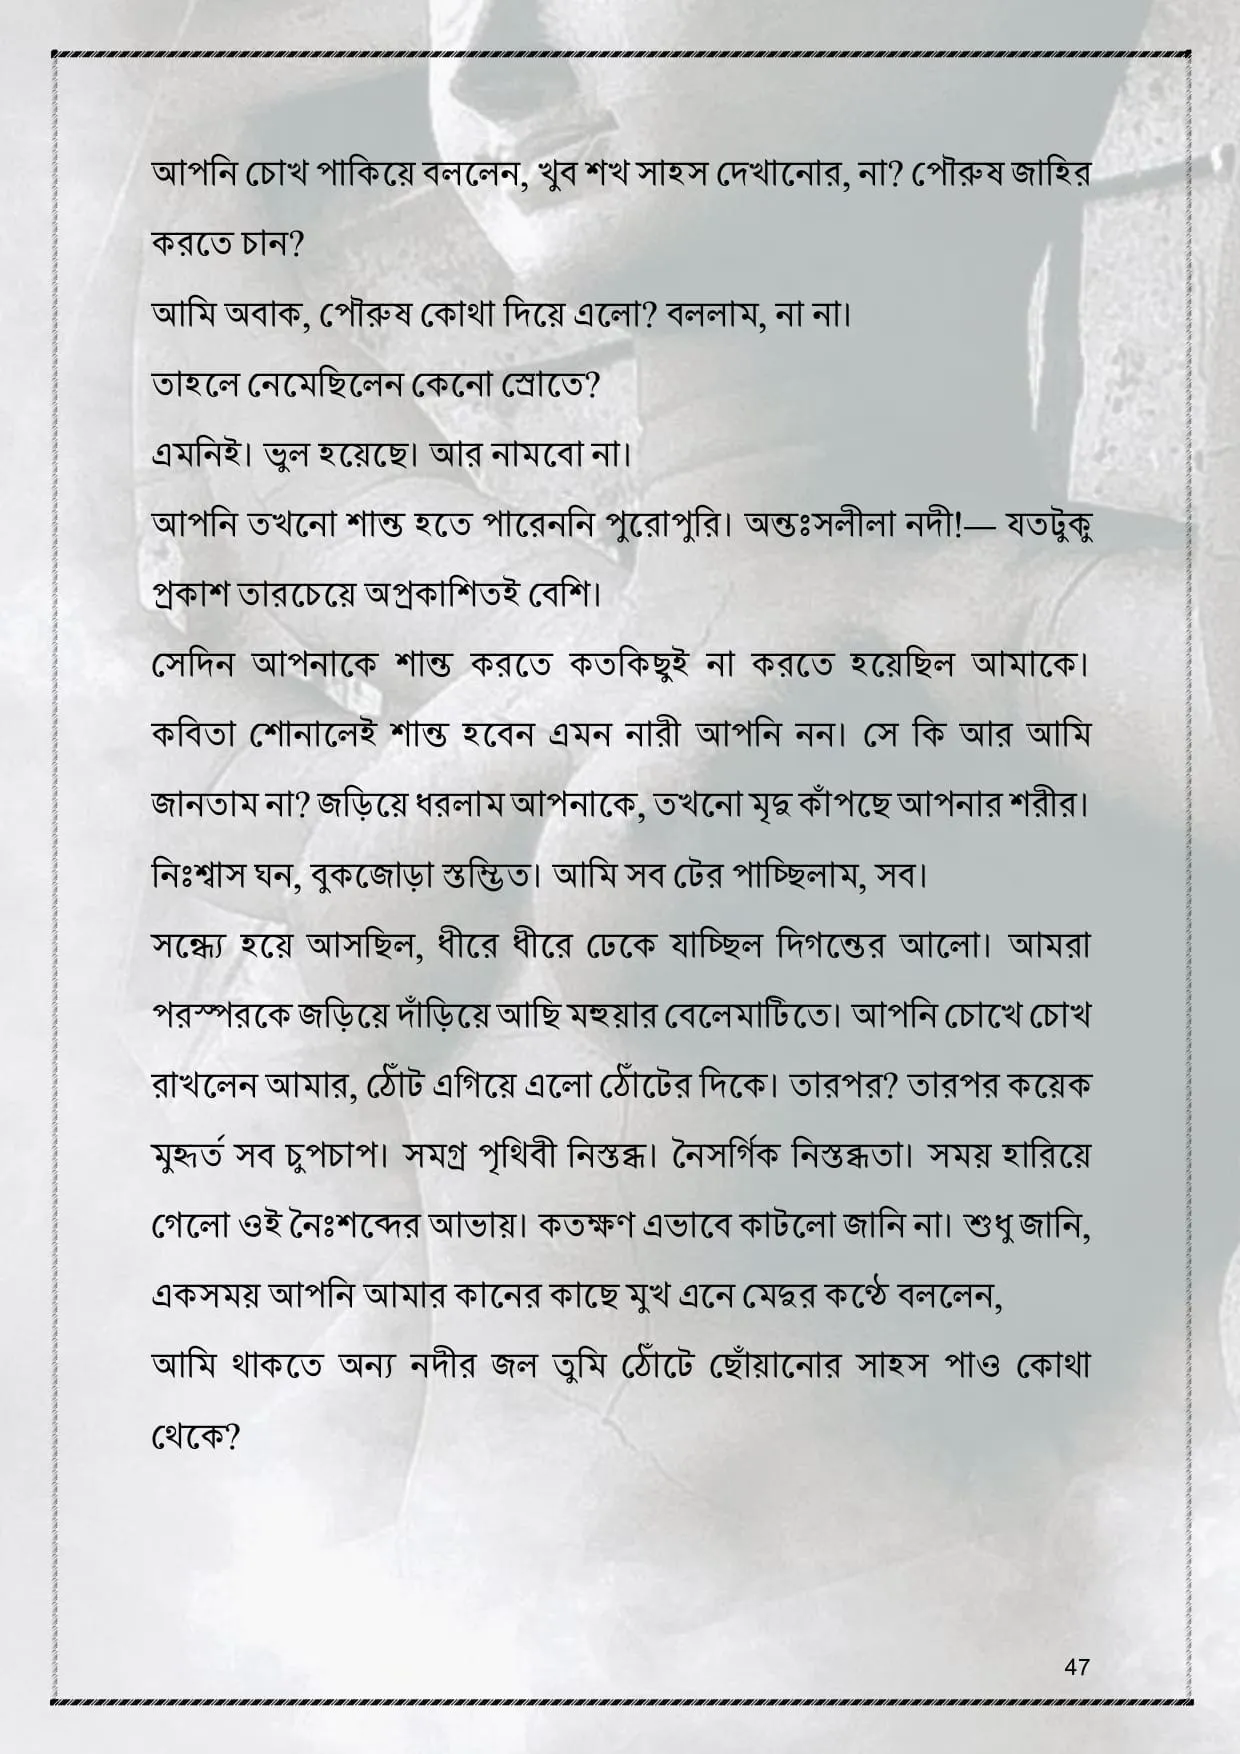 আপনি চোখ পাকিয়ে বললেন, খুব শখ সাহস দেখানোর, না? পৌরুষ জাহির
করতে চান?
আমি অবাক, পৌরুষ কোথা দিয়ে এলো? বললাম, না না।
তাহলে নেমেছিলেন কেনো স্রোতে?
এমনিই। ভুল হয়েছে। আর নামবো না।
আপনি তখনো শান্ত হতে পারেননি পুরোপুরি। অন্তঃসলীলা নদী!— যতটুকু
প্রকাশ তারচেয়ে অপ্রকাশিতই বেশি।
সেদিন আপনাকে শান্ত করতে কতকিছুই না করতে হয়েছিল আমাকে।
কবিতা শোনালেই শান্ত হবেন এমন নারী আপনি নন। সে কি আর আমি
জানতাম না? জড়িয়ে ধরলাম আপনাকে, তখনো মৃদু কাঁপছে আপনার শরীর।
নিঃশ্বাস ঘন, বুকজোড়া স্তম্ভিত। আমি সব টের পাচ্ছিলাম, সব।
সন্ধ্যে হয়ে আসছিল, ধীরে ধীরে ঢেকে যাচ্ছিল দিগন্তের আলো। আমরা
পরস্পরকে জড়িয়ে দাঁড়িয়ে আছি মহুয়ার বেলেমাটিতে। আপনি চোখে চোখ
রাখলেন আমার, ঠোঁট এগিয়ে এলো ঠোঁটের দিকে। তারপর? তারপর কয়েক
মুহূর্ত সব চুপচাপ। সমগ্র পৃথিবী নিস্তব্ধ। নৈসর্গিক নিস্তব্ধতা। সময় হারিয়ে
গেলো ওই নৈঃশব্দের আভায়। কতক্ষণ এভাবে কাটলো জানি না। শুধু জানি,
একসময় আপনি আমার কানের কাছে মুখ এনে মেদুর কণ্ঠে বললেন,
আমি থাকতে অন্য নদীর জল তুমি ঠোঁটে ছোঁয়ানোর সাহস পাও কোথা
থেকে?
47